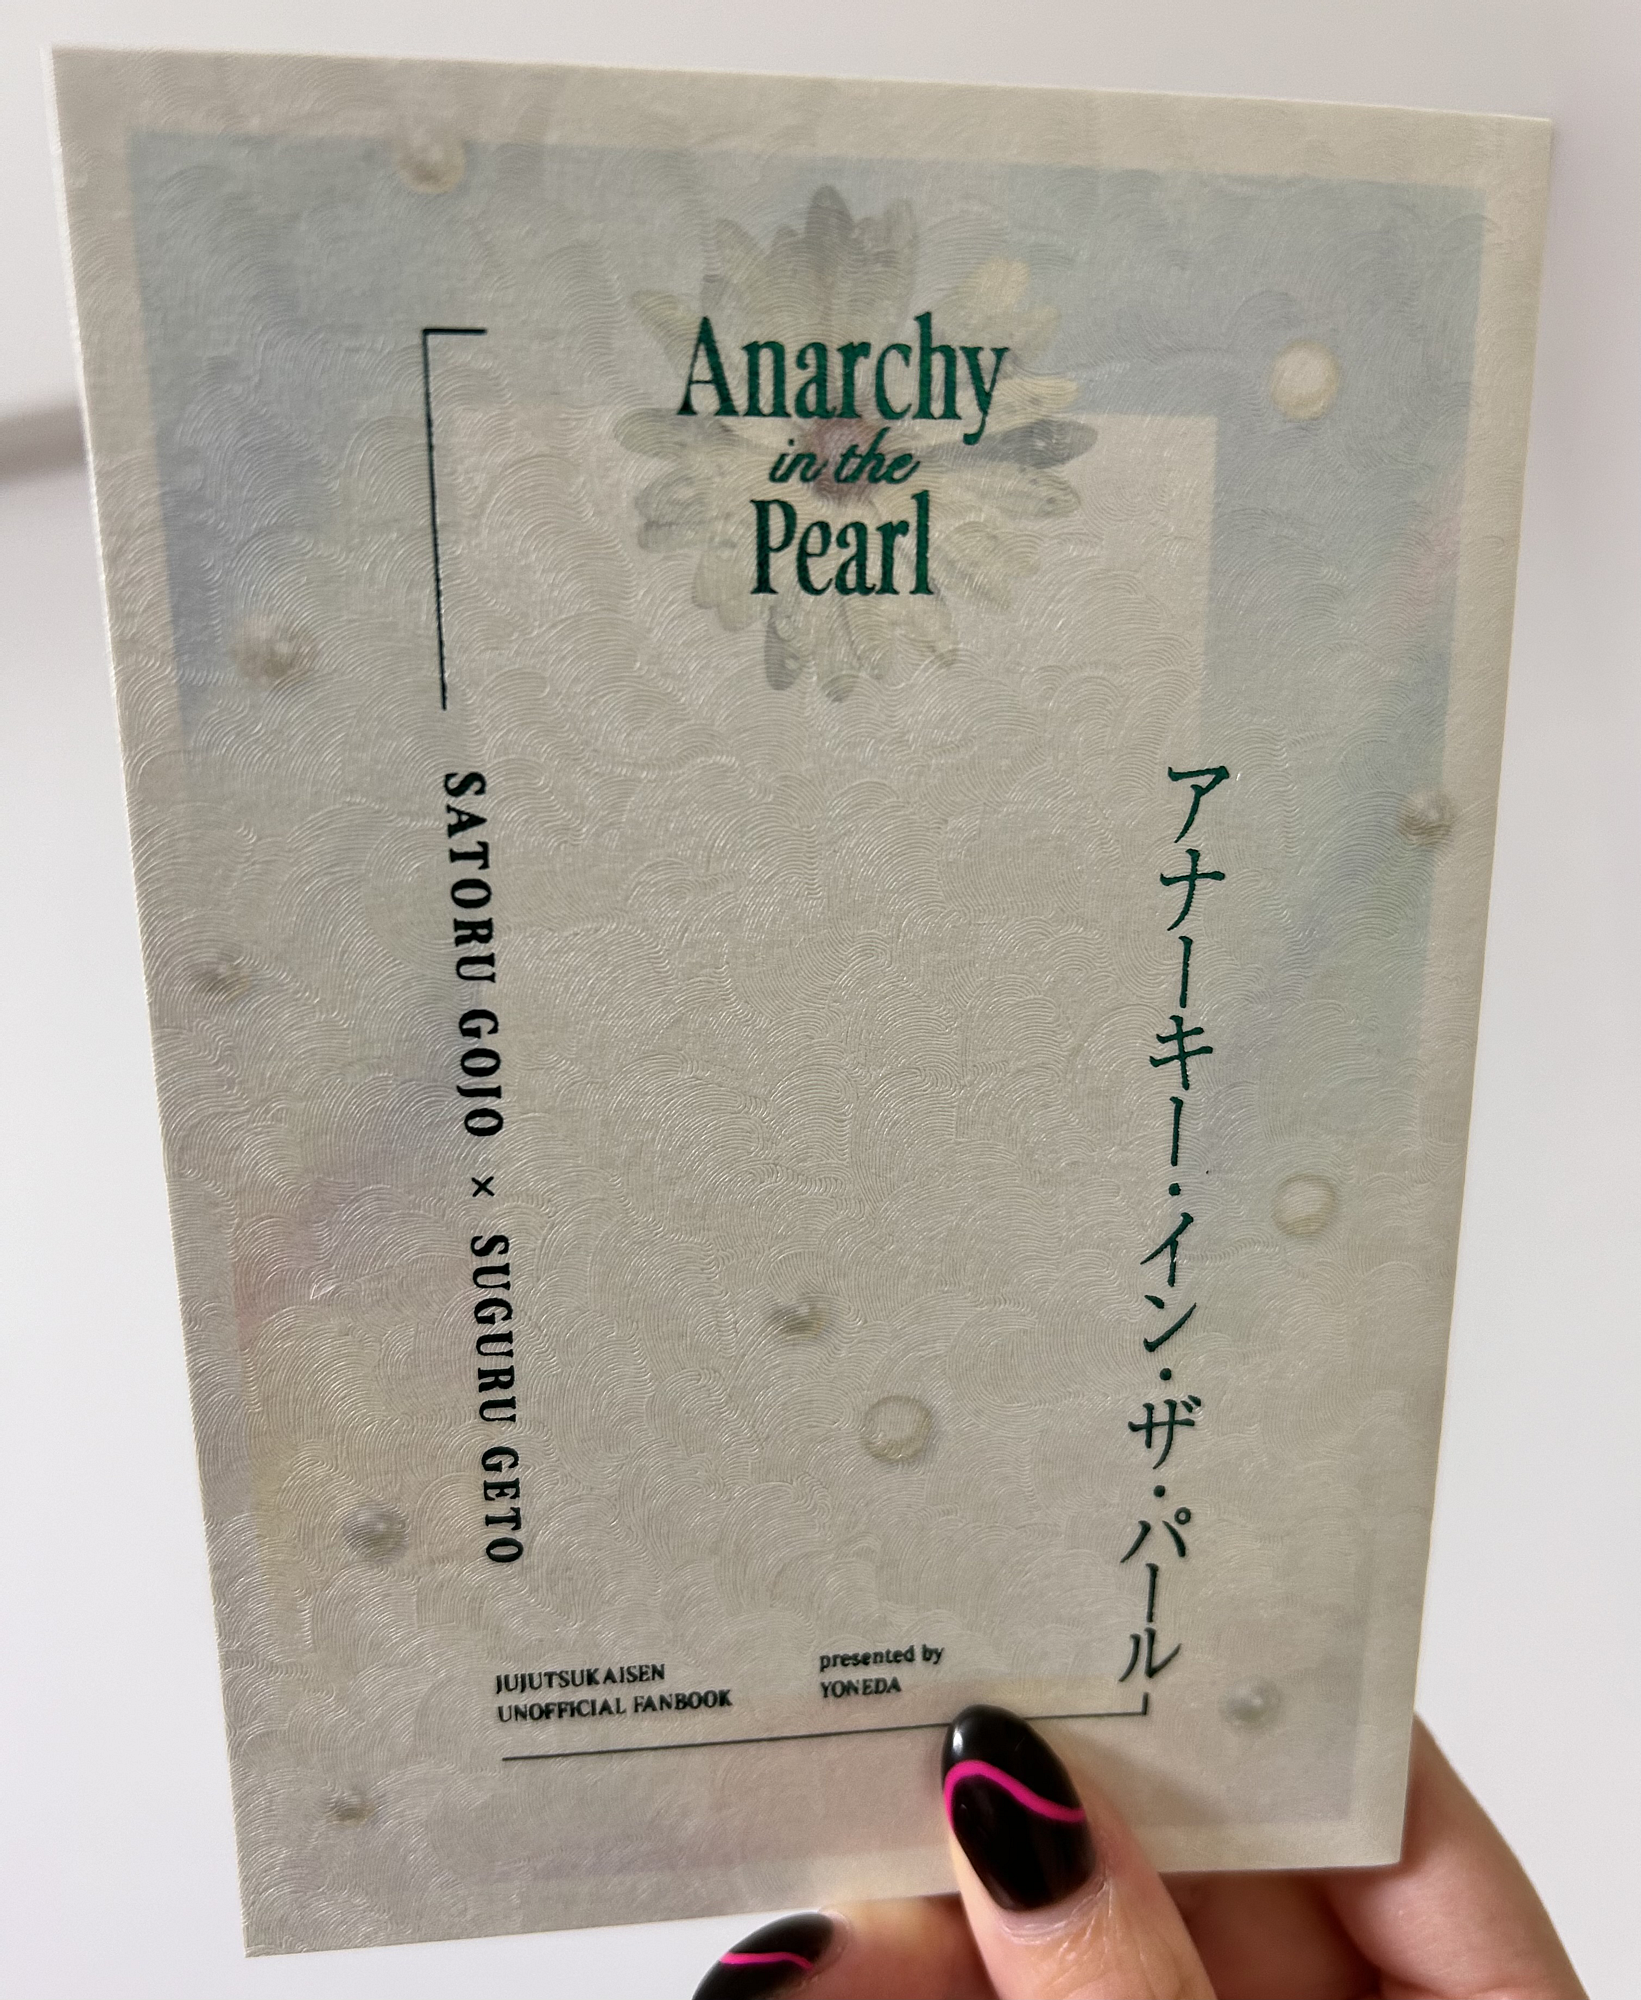 Anarchy
in the
Pearl
アナーキー・イン・ザ・パール
SATORU GOJO × SUGURU GETO
JUJUTSUKAISEN
UNOFFICIAL FANBOOK
presented by
YONEDA